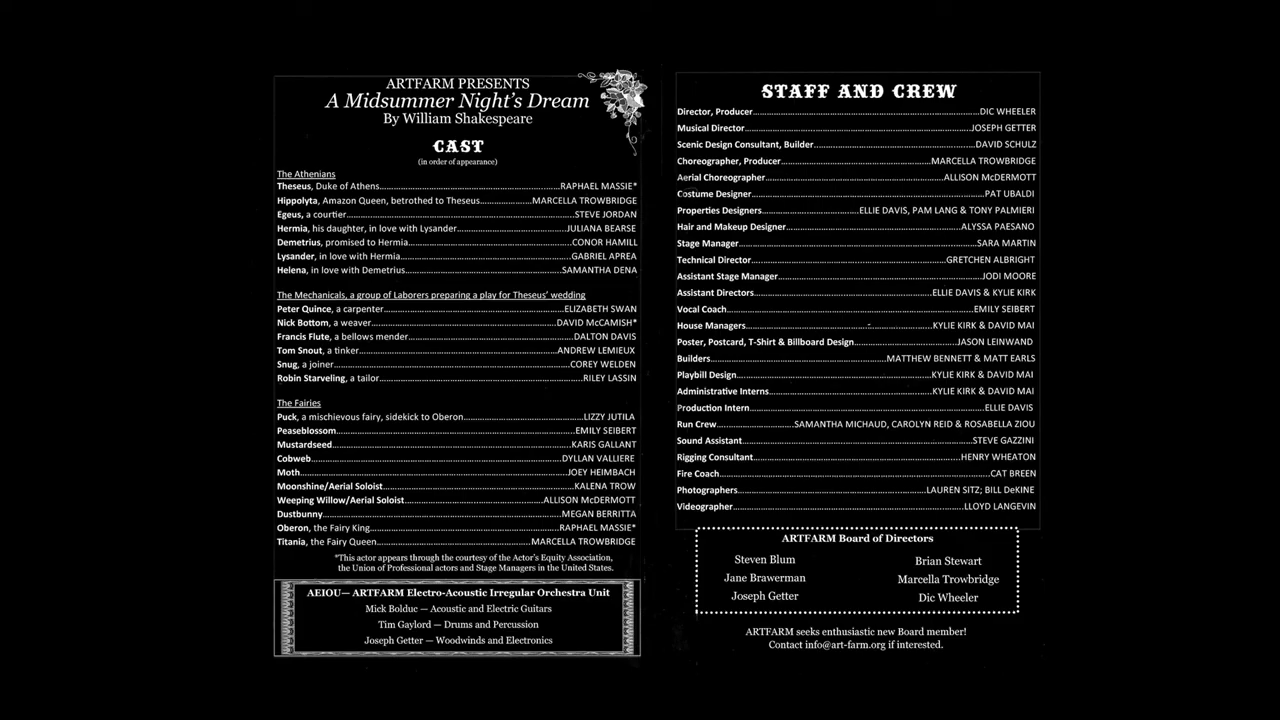 ARTFARM PRESENTS
A Midsummer Night's Dream
By William Shakespeare
CAST
(in order of appearance)
The Athenians
Theseus, Duke of Athens......RAPHAEL MASSIE*
Hippolyta, Amazon Queen, betrothed to Theseus......MARCELLA TROWBRIDGE
Egeus, a courtier......STEVE JORDAN
Hermia, his daughter, in love with Lysander......JULIANA BEARSE
Demetrius, promised to Hermia......CONOR HAMILL
Lysander, in love with Hermia......GABRIEL APREA
Helena, in love with Demetrius......SAMANTHA DENA
The Mechanicals, a group of Laborers preparing a play for Theseus' wedding
Peter Quince, a carpenter......ELIZABETH SWAN
Nick Bottom, a weaver......DAVID McCAMISH*
Francis Flute, a bellows mender......DALTON DAVIS
Tom Snout, a tinker......ANDREW LEMIEUX
Snug, a joiner......COREY WELDEN
Robin Starveling, a tailor......RILEY LASSIN
The Fairies
Puck, a mischievous fairy, sidekick to Oberon......LIZZY JUTILA
Peaseblossom......EMILY SEIBERT
Mustardseed......KARIS GALLANT
Cobweb......DYLLAN VALLIERE
Moth......JOEY HEIMBACH
Moonshine/Aerial Soloist......KALENA TROW
Weeping Willow/Aerial Soloist......ALLISON McDERMOTT
Dustbunny......MEGAN BERRITTA
Oberon, the Fairy King......RAPHAEL MASSIE*
Titania, the Fairy Queen......MARCELLA TROWBRIDGE
*This actor appears through the courtesy of the Actor's Equity Association,
the Union of Professional actors and Stage Managers in the United States.
AEIOU— ARTFARM Electro-Acoustic Irregular Orchestra Unit
Mick Bolduc — Acoustic and Electric Guitars
Tim Gaylord — Drums and Percussion
Joseph Getter — Woodwinds and Electronics
STAFF AND CREW
Director, Producer......DIC WHEELER
Musical Director......JOSEPH GETTER
Scenic Design Consultant, Builder......DAVID SCHULZ
Choreographer, Producer......MARCELLA TROWBRIDGE
Aerial Choreographer......ALLISON McDERMOTT
Costume Designer......PAT UBALDI
Properties Designers......ELLIE DAVIS, PAM LANG & TONY PALMIERI
Hair and Makeup Designer......ALYSSA PAESANO
Stage Manager......SARA MARTIN
Technical Director......GRETCHEN ALBRIGHT
Assistant Stage Manager......JODI MOORE
Assistant Directors......ELLIE DAVIS & KYLIE KIRK
Vocal Coach......EMILY SEIBERT
House Managers......KYLIE KIRK & DAVID MAI
Poster, Postcard, T-Shirt & Billboard Design......JASON LEINWAND
Builders......MATTHEW BENNETT & MATT EARLS
Playbill Design......KYLIE KIRK & DAVID MAI
Administrative Interns......KYLIE KIRK & DAVID MAI
Production Intern......ELLIE DAVIS
Run Crew......SAMANTHA MICHAUD, CAROLYN REID & ROSABELLA ZIOU
Sound Assistant......STEVE GAZZINI
Rigging Consultant......HENRY WHEATON
Fire Coach......CAT BREEN
Photographers......LAUREN SITZ; BILL DeKINE
Videographer......LLOYD LANGEVIN
ARTFARM Board of Directors
Steven Blum Brian Stewart
Jane Brawerman Marcella Trowbridge
Joseph Getter Dic Wheeler
ARTFARM seeks enthusiastic new Board member!
Contact info@art-farm.org if interested.